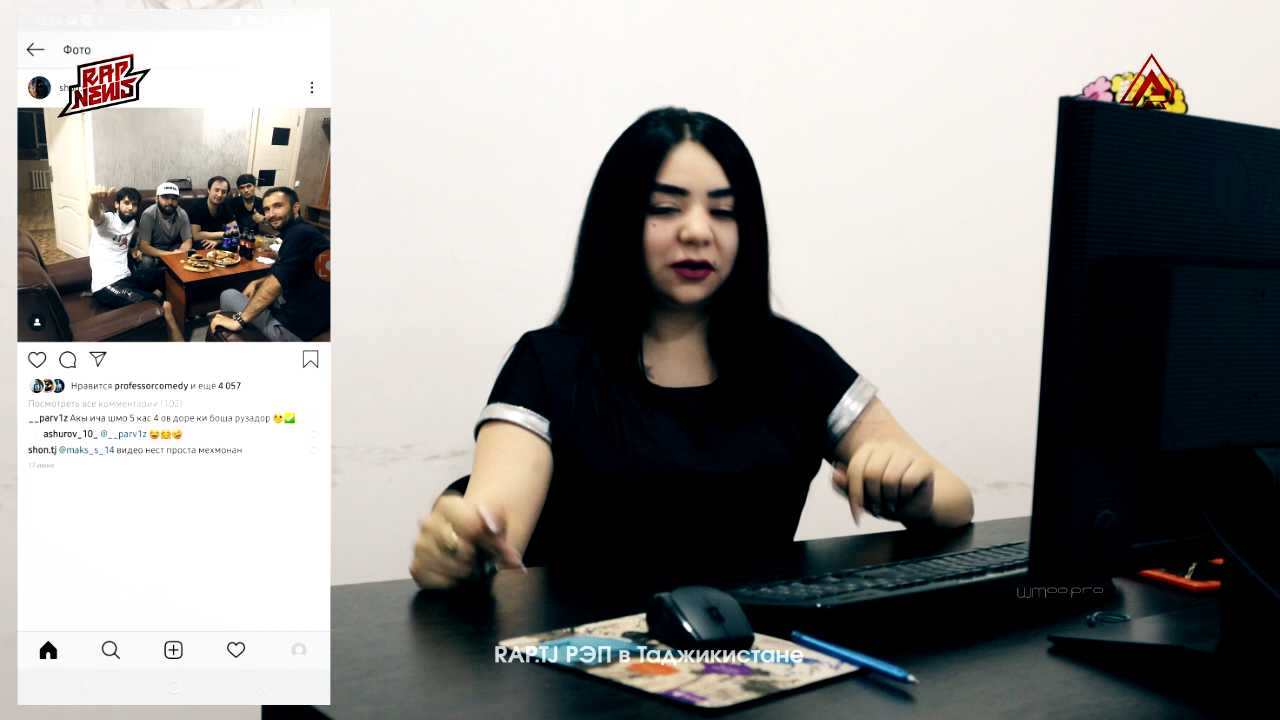 Фото
RAP
NEWS
Нравится professorcomedy и еще 4 057
Посмотреть все комментарии (102)
__parv1z Акы ича шмо 5 кас 4 ов доре ки боша рузадор
ashurov_10_ @__parv1z
shon.tj @maks_s_14 видео нест проста мехмонан
17 июня
wmoo.pro
RAP.TJ РЭП в Таджикистане